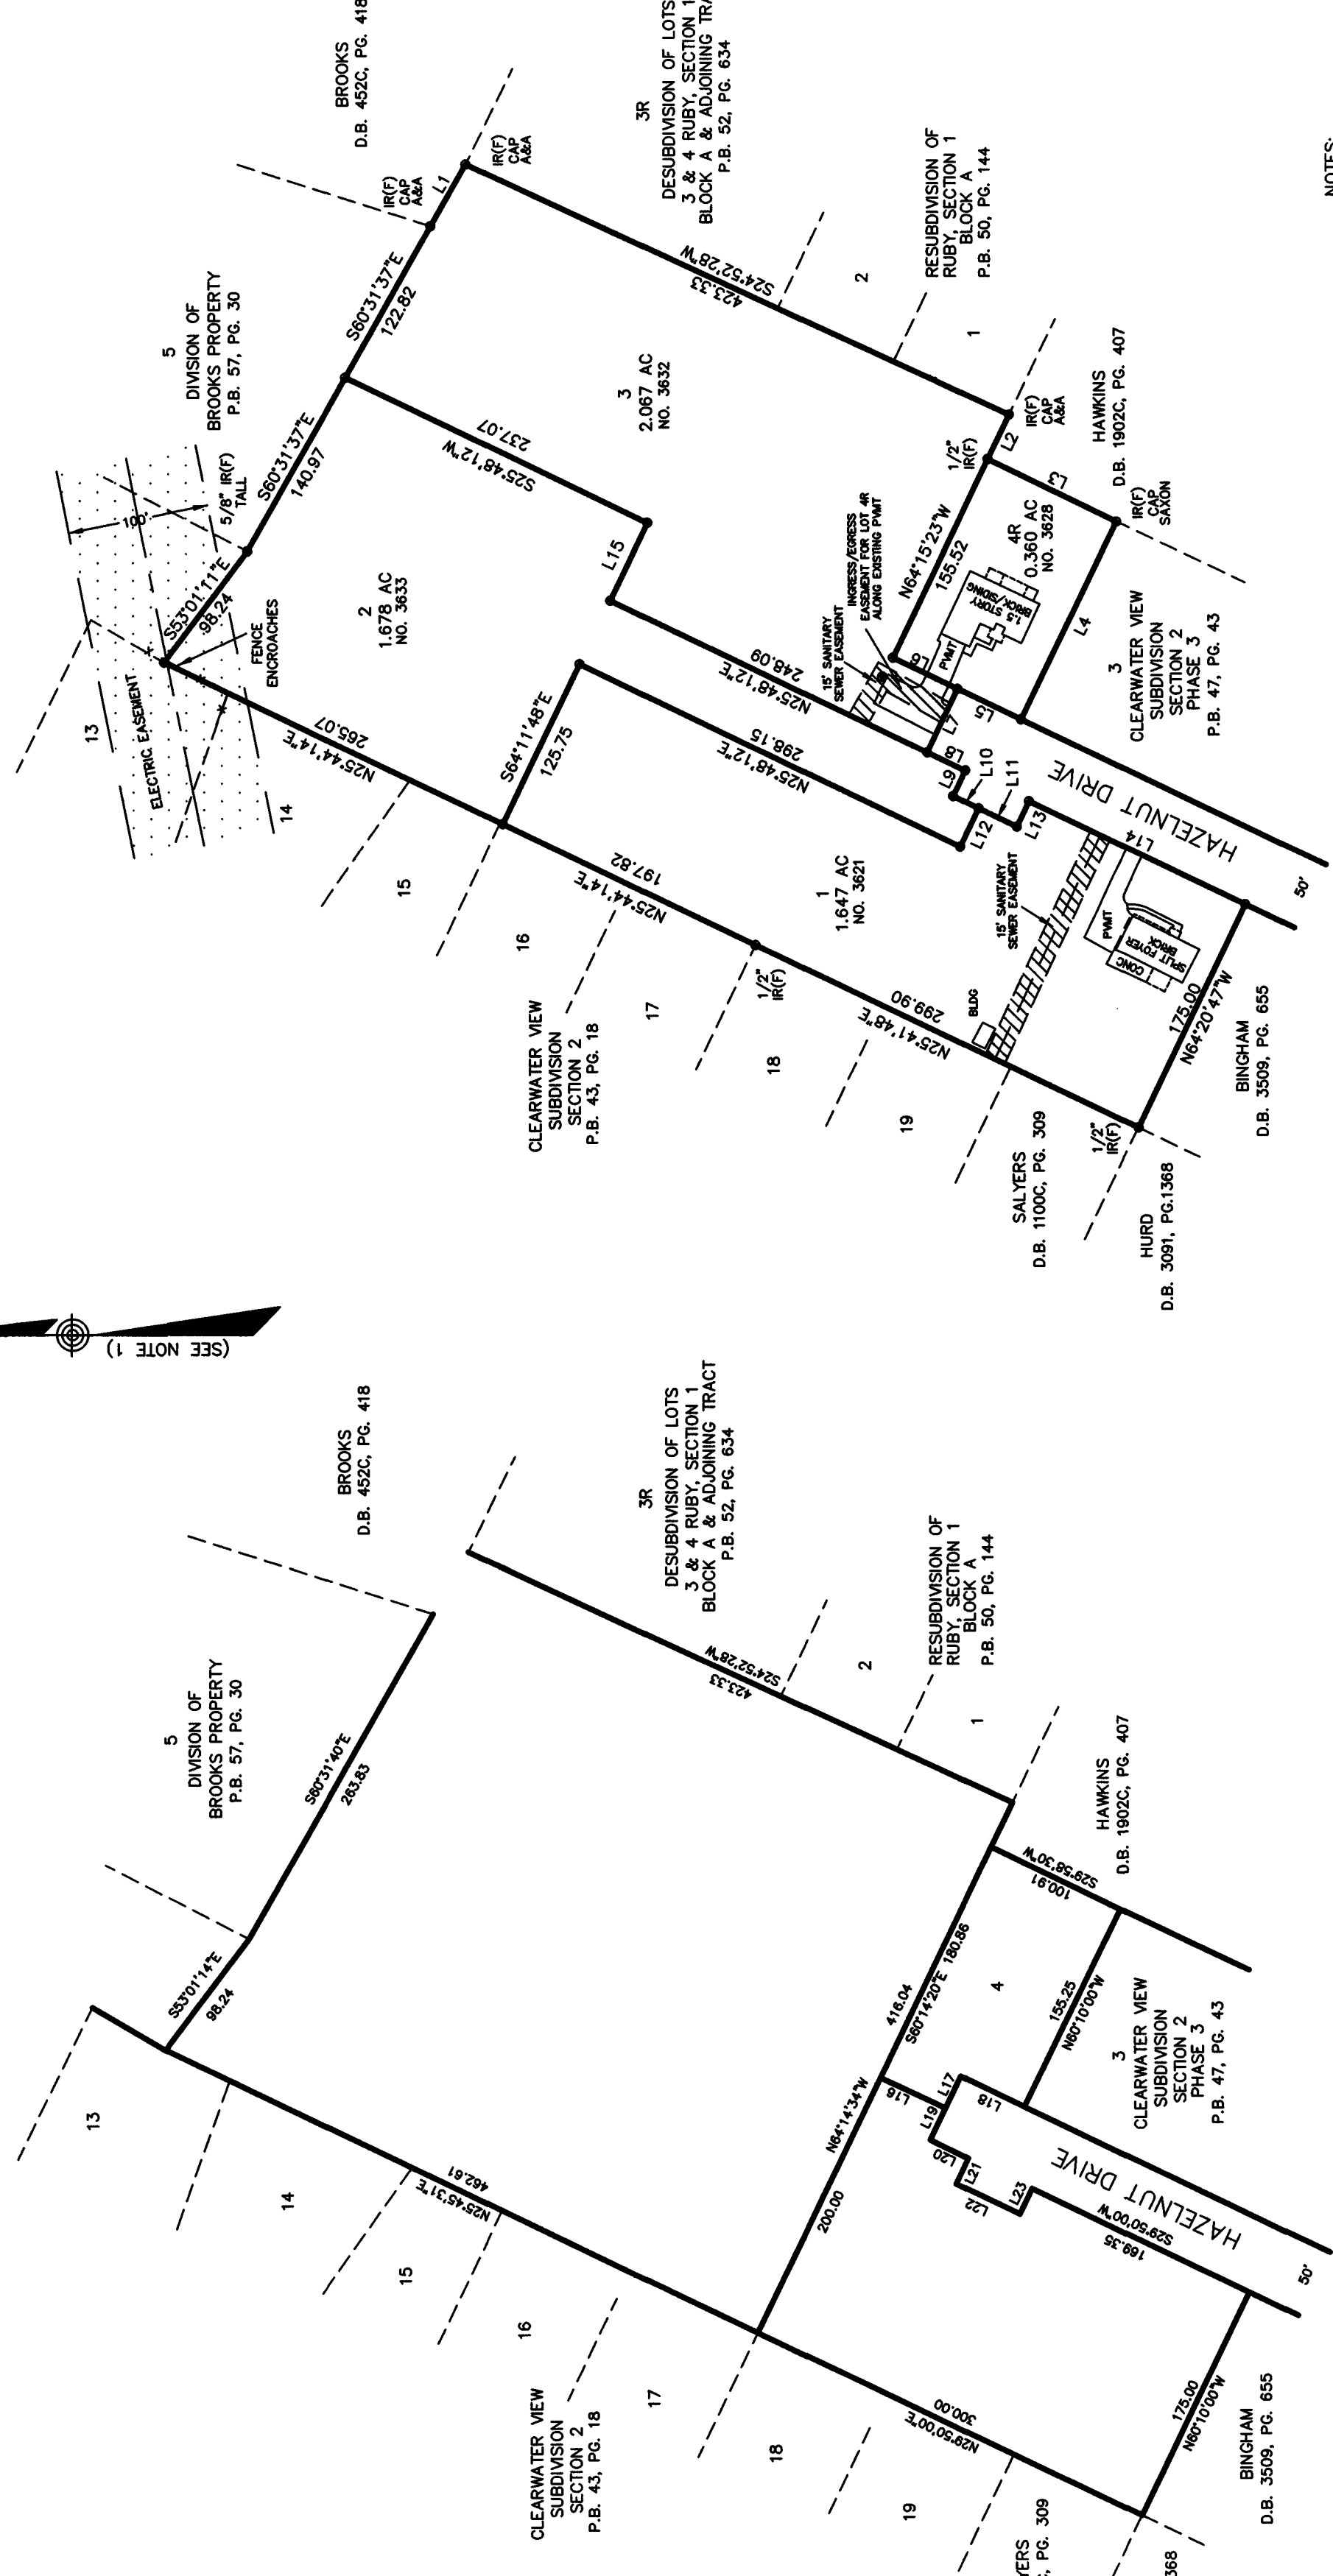 BROOKS
D.B. 452C, PG. 418
5
DIVISION OF
BROOKS PROPERTY
P.B. 57, PG. 30
3R
DESUBDIVISION OF LOTS
3 & 4 RUBY, SECTION 1
BLOCK A & ADJOINING
P.B. 52, PG. 634
RESUBDIVISION OF
RUBY, SECTION 1
BLOCK A
P.B. 50, PG. 144
2
1
HAWKINS
D.B. 1902C, PG. 407
NOTES:
IR(F)
CAP
A&A
L1
IR(F)
CAP
A&A
S60°31'37"E
122.82
S60°31'37"E
140.97
5/8" IR(F)
TALL
100'
S53°01'11"E
98.24
ELECTRIC EASEMENT
FENCE
ENCROACHES
13
14
15
16
17
18
19
N25°44'14"E
265.07
2
1.678 AC
NO. 3633
S25°48'12"W
237.07
L15
3
2.067 AC
NO. 3632
S24°52'28"W
423.33
L2
IR(F)
CAP
A&A
1/2"
IR(F)
N64°15'23"W
155.52
L3
IR(F)
CAP
SAXON
4R
0.360 AC
NO. 3628
1.5
STORY
BRICK/SIDING
L4
L5
L6
PVMT
INGRESS/EGRESS
EASEMENT FOR LOT 4R
ALONG EXISTING PVMT
15' SANITARY
SEWER EASEMENT
N25°48'12"E
248.09
N25°48'12"E
298.15
S64°11'48"E
125.75
L8
L9
L10
L11
L12
L13
L14
HAZELNUT DRIVE
50'
3
CLEARWATER VIEW
SUBDIVISION
SECTION 2
PHASE 3
P.B. 47, PG. 43
1
1.647 AC
NO. 3621
N25°44'14"E
197.82
1/2"
IR(F)
N25°41'48"E
299.90
BLDG
15' SANITARY
SEWER EASEMENT
PVMT
CONC
SPLIT FOYER
BRICK
175.00
N64°20'47"W
1/2"
IR(F)
CLEARWATER VIEW
SUBDIVISION
SECTION 2
P.B. 43, PG. 18
SALYERS
D.B. 1100C, PG. 309
HURD
D.B. 3091, PG.1368
BINGHAM
D.B. 3509, PG. 655
(SEE NOTE 1)
BROOKS
D.B. 452C, PG. 418
5
DIVISION OF
BROOKS PROPERTY
P.B. 57, PG. 30
3R
DESUBDIVISION OF LOTS
3 & 4 RUBY, SECTION 1
BLOCK A & ADJOINING TRACT
P.B. 52, PG. 634
RESUBDIVISION OF
RUBY, SECTION 1
BLOCK A
P.B. 50, PG. 144
2
1
HAWKINS
D.B. 1902C, PG. 407
S53°01'14"E
98.24
S60°31'40"E
263.83
S24°52'28"W
423.33
13
14
15
16
17
18
19
N25°45'31"E
462.61
N64°14'34"W
416.04
200.00
S60°14'20"E 180.86
S29°58'30"W
100.91
4
155.25
N60°10'00"W
L16
L17
L18
L19
L20
L21
L22
L23
S29°50'00"W
169.35
HAZELNUT DRIVE
50'
3
CLEARWATER VIEW
SUBDIVISION
SECTION 2
PHASE 3
P.B. 47, PG. 43
N29°50'00"E
300.00
175.00
N60°10'00"W
CLEARWATER VIEW
SUBDIVISION
SECTION 2
P.B. 43, PG. 18
BINGHAM
D.B. 3509, PG. 655
PG. 309